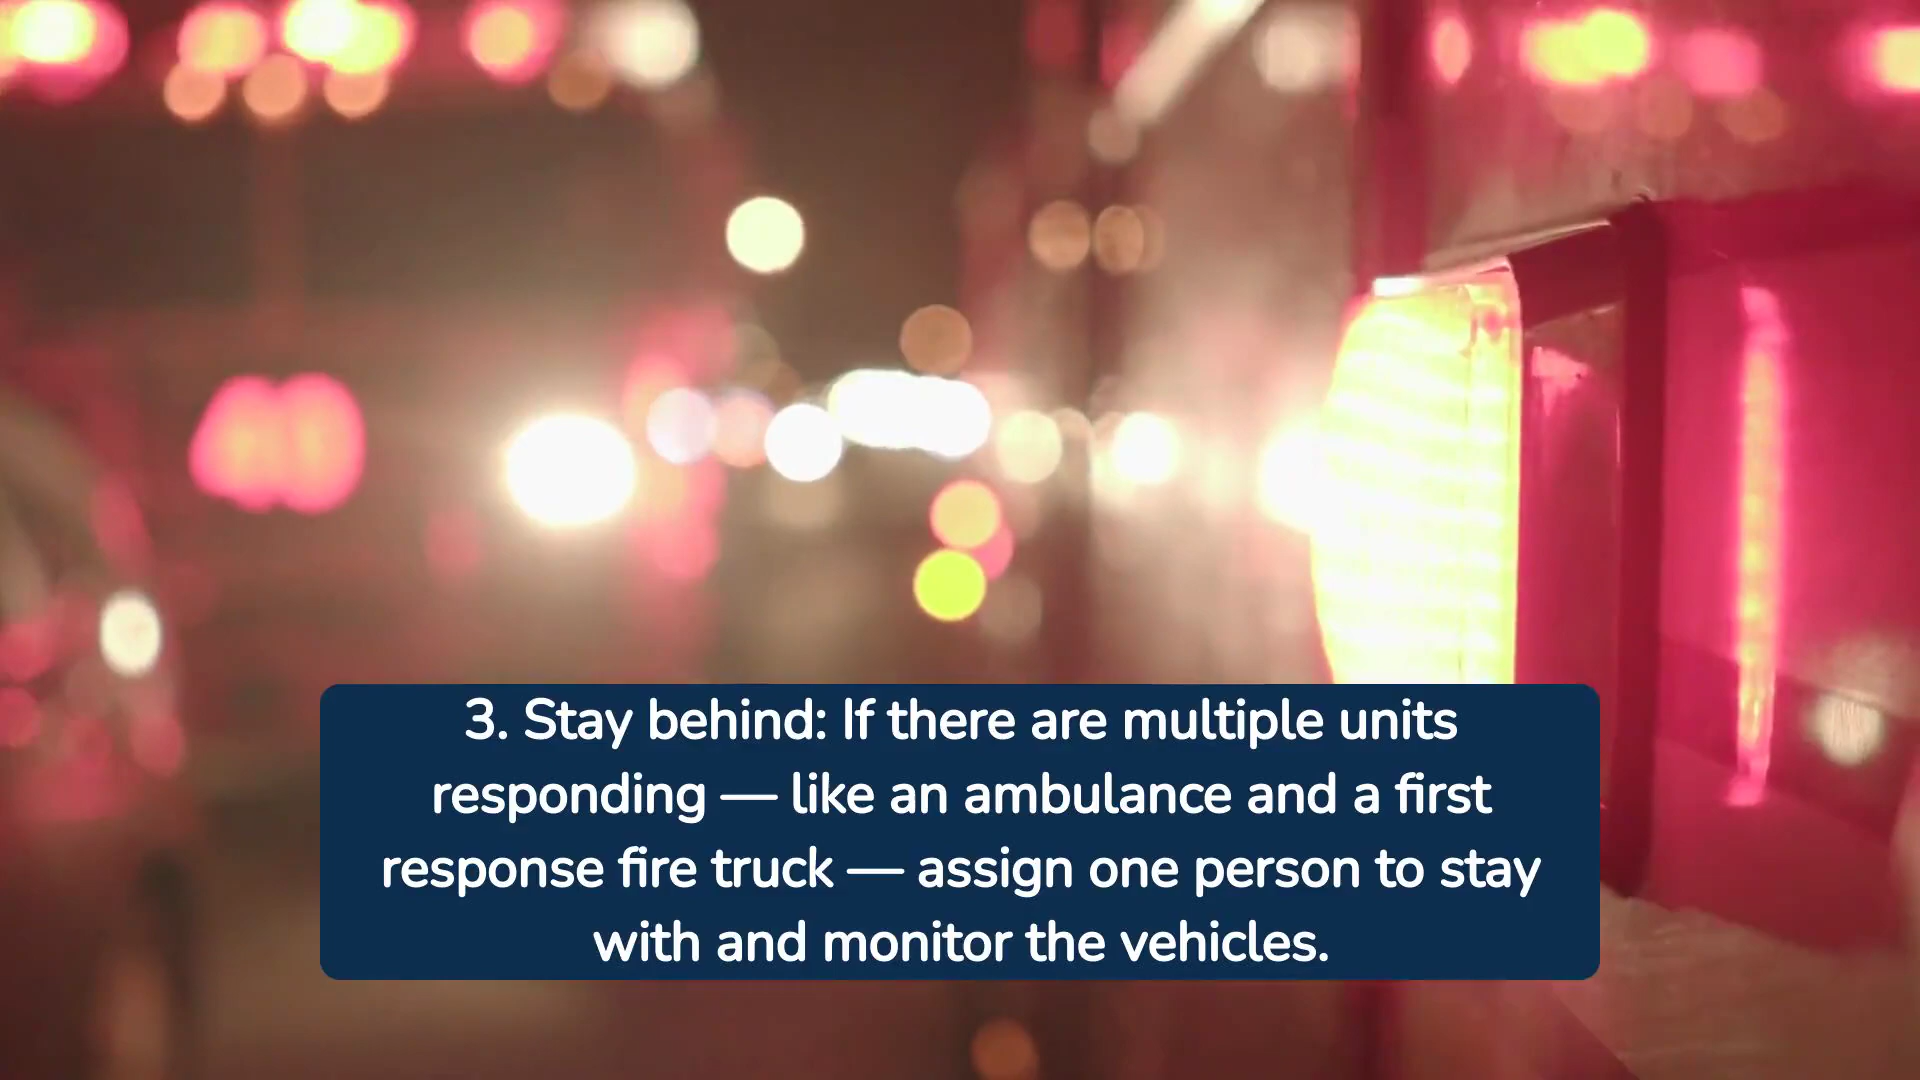 3. Stay behind: If there are multiple units
responding — like an ambulance and a first
response fire truck — assign one person to stay
with and monitor the vehicles.